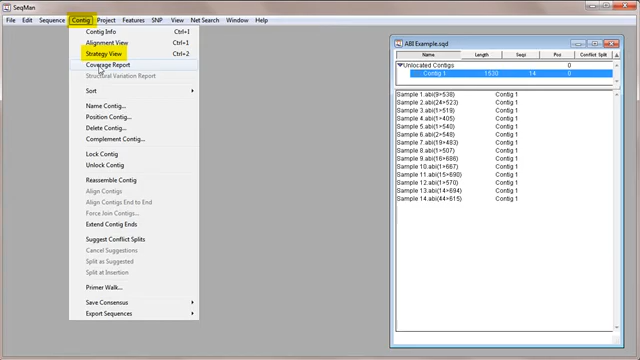 SeqMan
File Edit Sequence Contig Project Features SNP View Net Search Window Help
Contig Info Ctrl+I
Alignment View Ctrl+1
Strategy View Ctrl+2
Coverage Report
Structural Variation Report
Sort
Name Contig...
Position Contig...
Delete Contig...
Complement Contig...
Lock Contig
Unlock Contig
Reassemble Contig
Align Contigs
Align Contigs End to End
Force Join Contigs...
Extend Contig Ends
Suggest Conflict Splits
Cancel Suggestions
Split as Suggested
Split at Insertion
Primer Walk...
Save Consensus
Export Sequences
ABI Example.sqd
Name Length Seqs Pos Conflict Split
Unlocated Contigs 0
Contig 1 1530 14 0
Sample 1.abi(9>538) Contig 1
Sample 2.abi(24>523) Contig 1
Sample 3.abi(1>519) Contig 1
Sample 4.abi(1>405) Contig 1
Sample 5.abi(1>540) Contig 1
Sample 6.abi(2>548) Contig 1
Sample 7.abi(19>483) Contig 1
Sample 8.abi(1>507) Contig 1
Sample 9.abi(16>686) Contig 1
Sample 10.abi(1>667) Contig 1
Sample 11.abi(15>690) Contig 1
Sample 12.abi(1>570) Contig 1
Sample 13.abi(14>694) Contig 1
Sample 14.abi(44>615) Contig 1